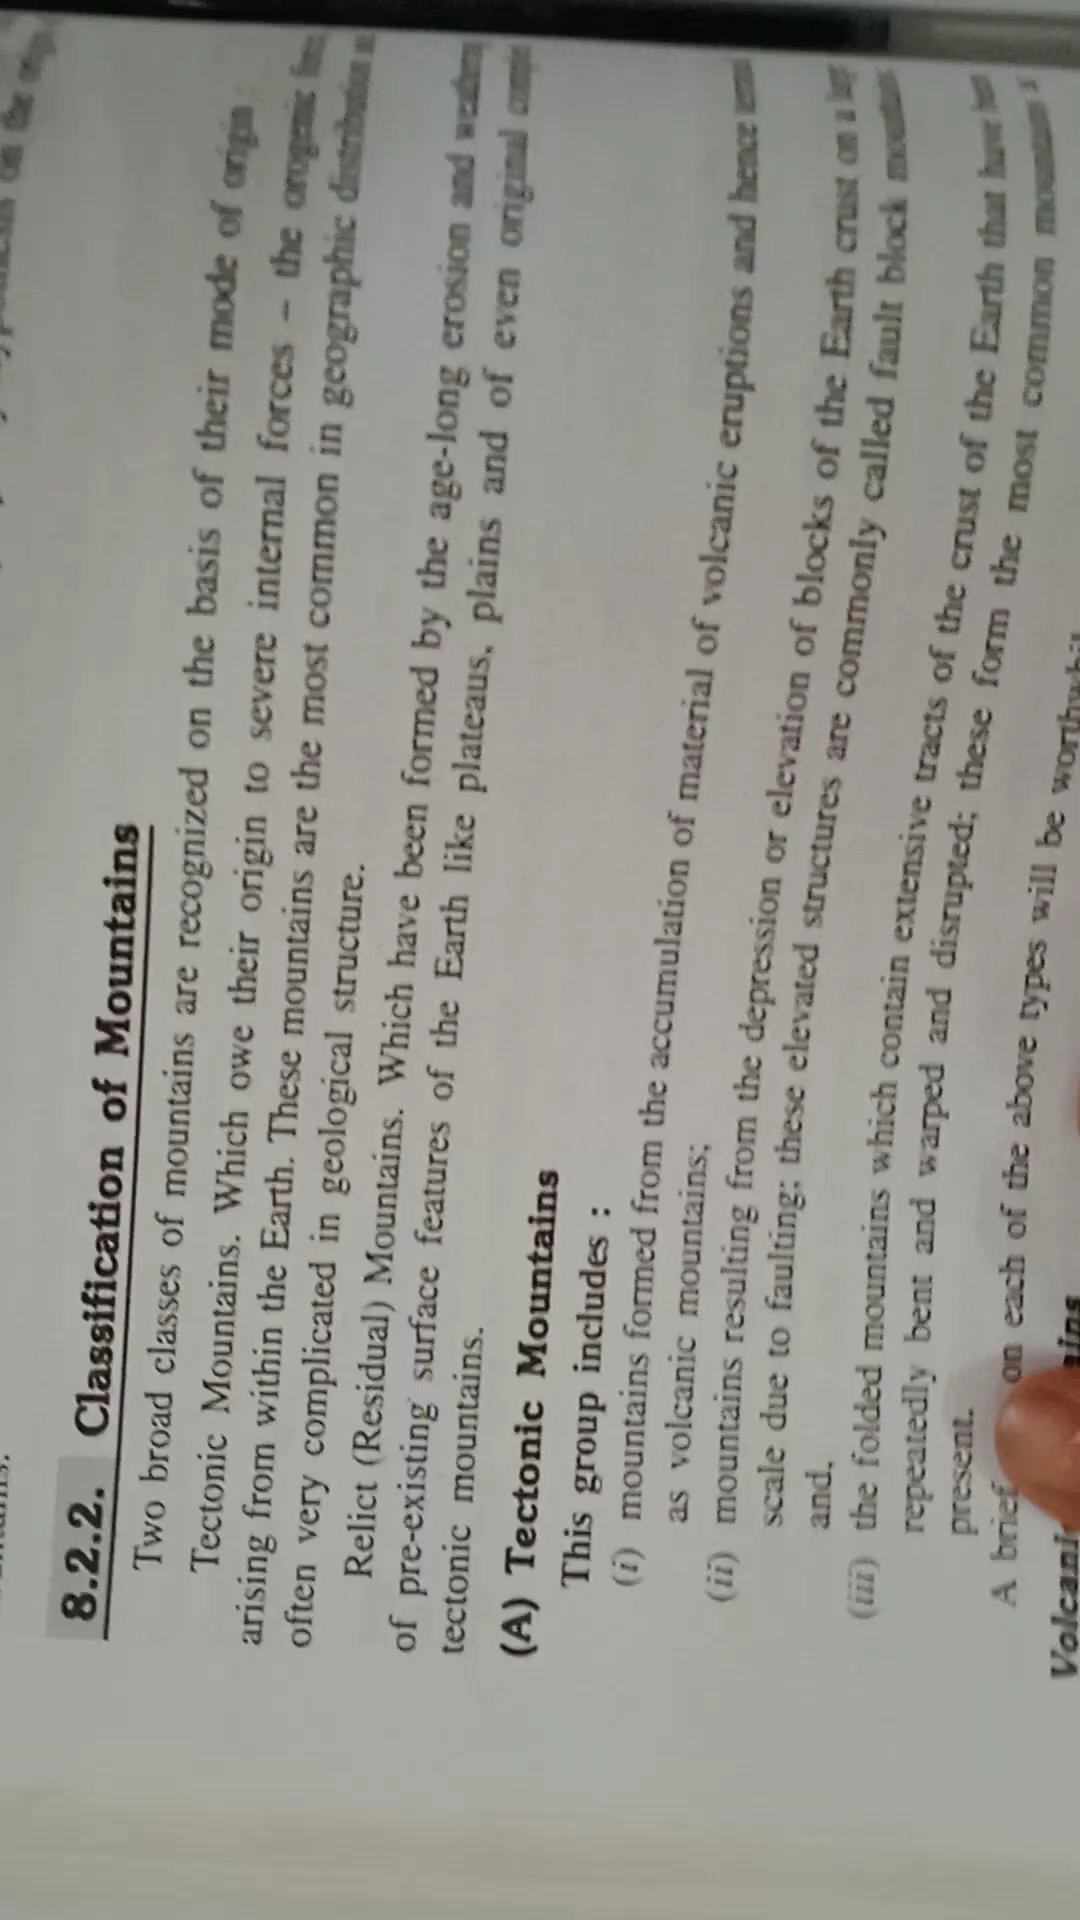 8.2.2. Classification of Mountains
Two broad classes of mountains are recognized on the basis of their mode of origin
Tectonic Mountains. Which owe their origin to severe internal forces – the orogenic
arising from within the Earth. These mountains are the most common in geographic distribution
often very complicated in geological structure.
Relict (Residual) Mountains. Which have been formed by the age-long erosion and
of pre-existing surface features of the Earth like plateaus, plains and of even original
tectonic mountains.
(A) Tectonic Mountains
This group includes :
(i) mountains formed from the accumulation of material of volcanic eruptions and hence
as volcanic mountains;
(ii) mountains resulting from the depression or elevation of blocks of the Earth crust on a
scale due to faulting; these elevated structures are commonly called fault block
and,
(iii) the folded mountains which contain extensive tracts of the crust of the Earth that have
repeatedly bent and warped and disrupted; these form the most common
present.
A brief on each of the above types will be